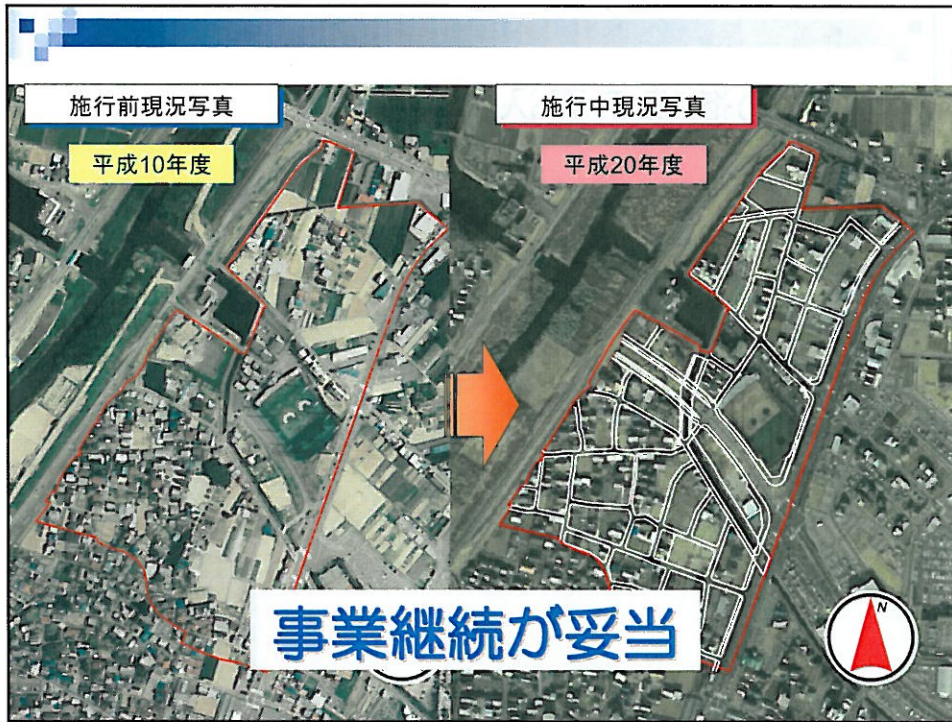 施行前現況写真
平成10年度
施行中現況写真
平成20年度
事業継続が妥当
N